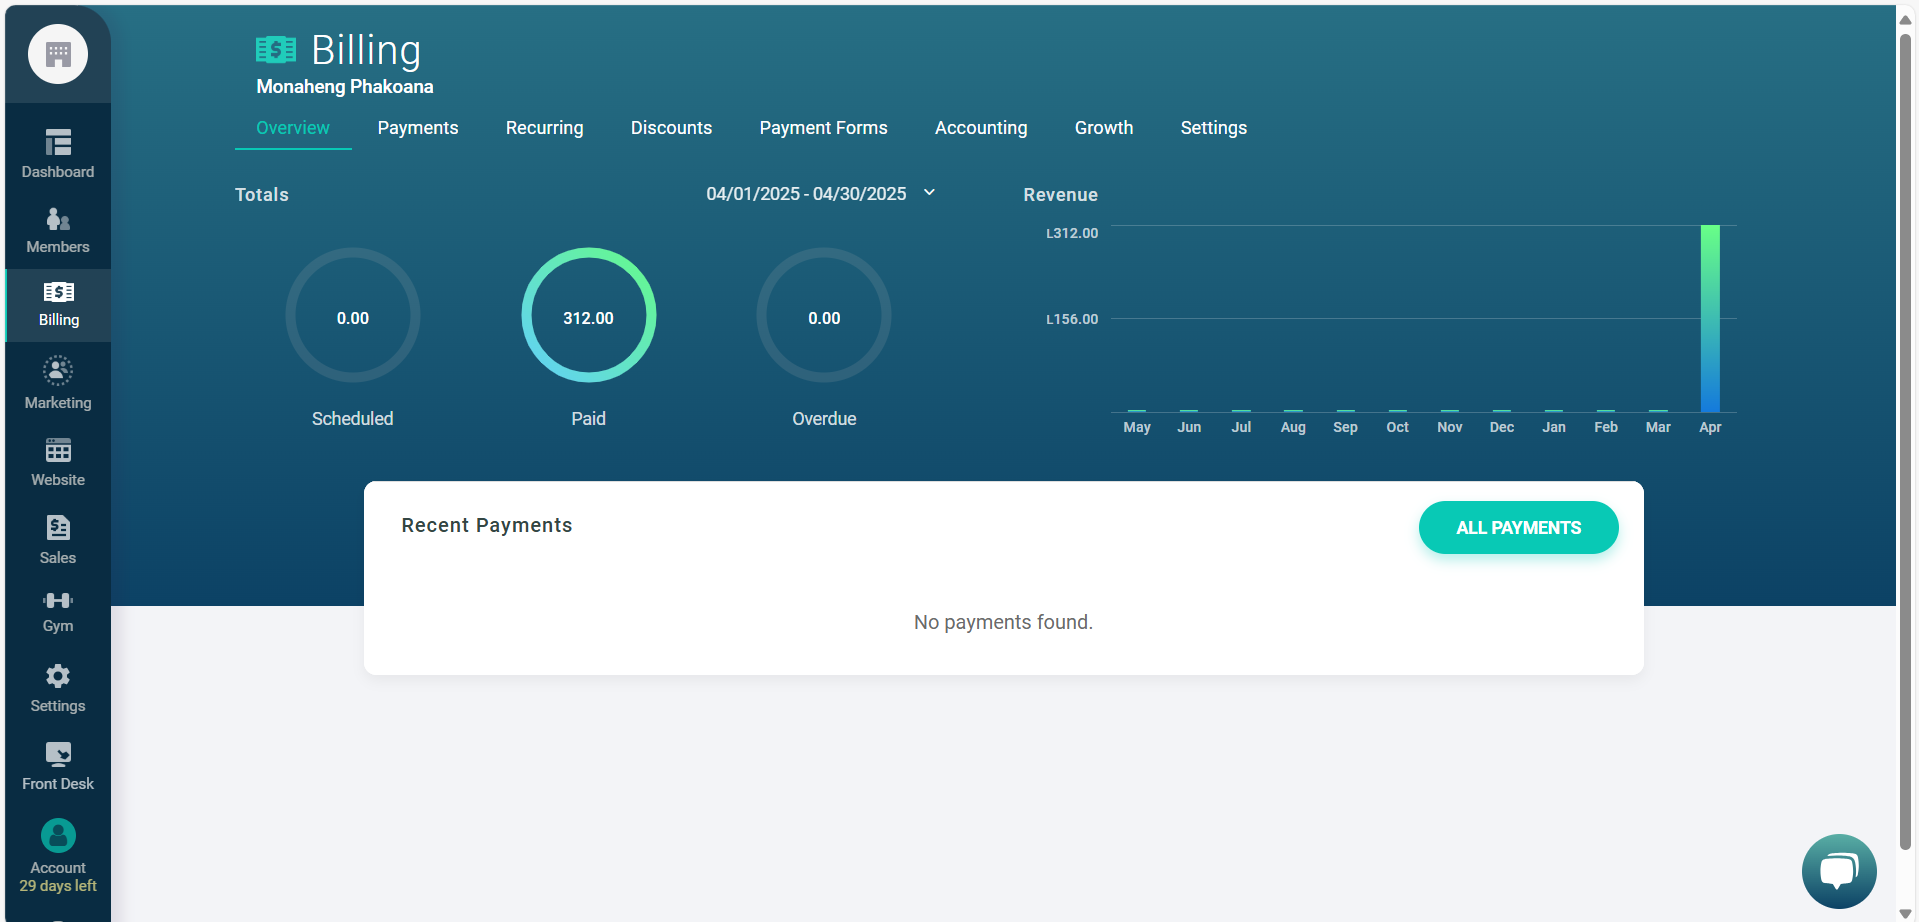 Billing
Monaheng Phakoana
Overview Payments Recurring Discounts Payment Forms Accounting Growth Settings
Totals
04/01/2025 - 04/30/2025
0.00
Scheduled
312.00
Paid
0.00
Overdue
Revenue
L312.00
L156.00
May Jun Jul Aug Sep Oct Nov Dec Jan Feb Mar Apr
Recent Payments
ALL PAYMENTS
No payments found.
Dashboard
Members
Billing
Marketing
Website
Sales
Gym
Settings
Front Desk
Account
29 days left